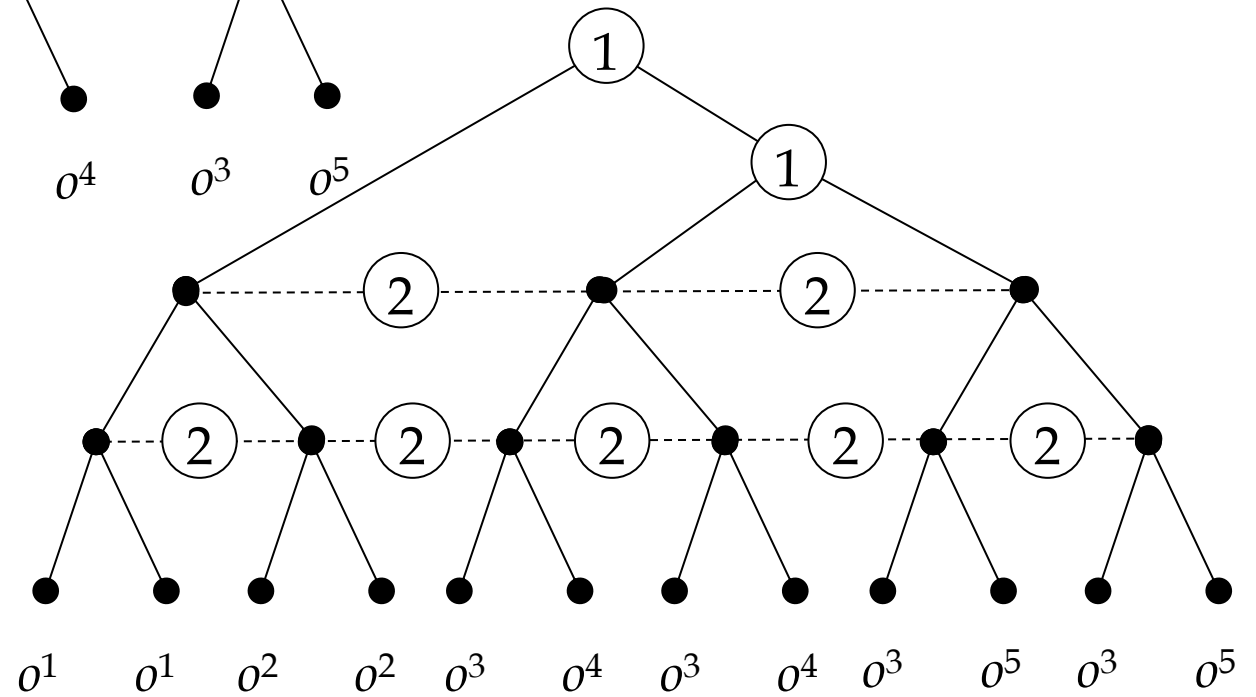 1
o⁴ o³ o⁵
1
2 2
2 2 2 2 2
o¹ o¹ o² o² o³ o⁴ o³ o⁴ o³ o⁵ o³ o⁵